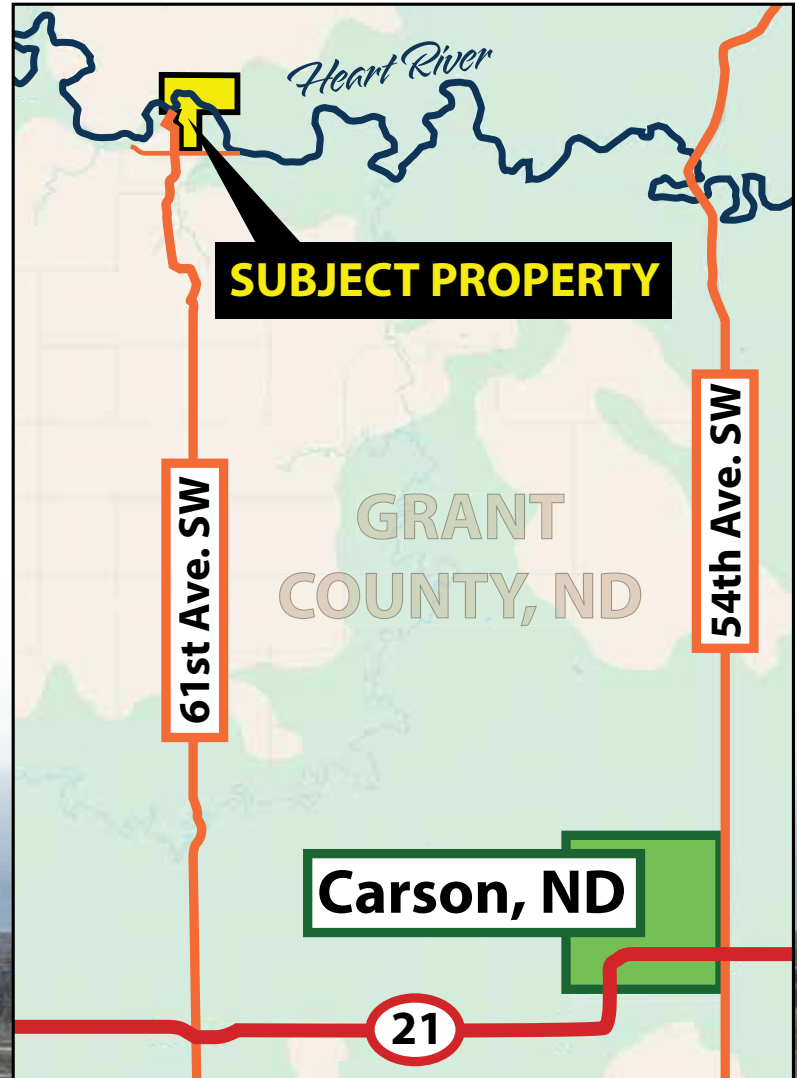 Heart River
SUBJECT PROPERTY
54th Ave. SW
61st Ave. SW
GRANT
COUNTY, ND
Carson, ND
21